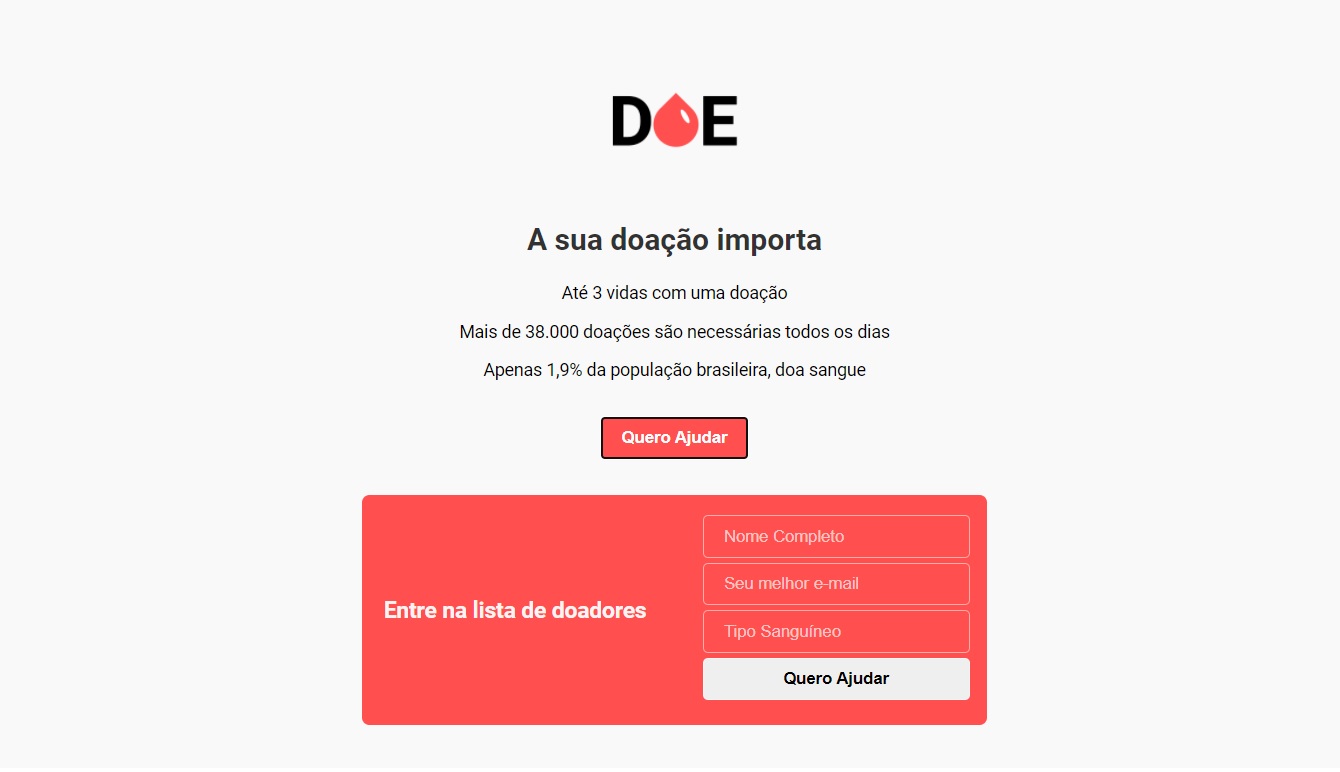 DOE
A sua doação importa
Até 3 vidas com uma doação
Mais de 38.000 doações são necessárias todos os dias
Apenas 1,9% da população brasileira, doa sangue
Quero Ajudar
Entre na lista de doadores
Nome Completo
Seu melhor e-mail
Tipo Sanguíneo
Quero Ajudar